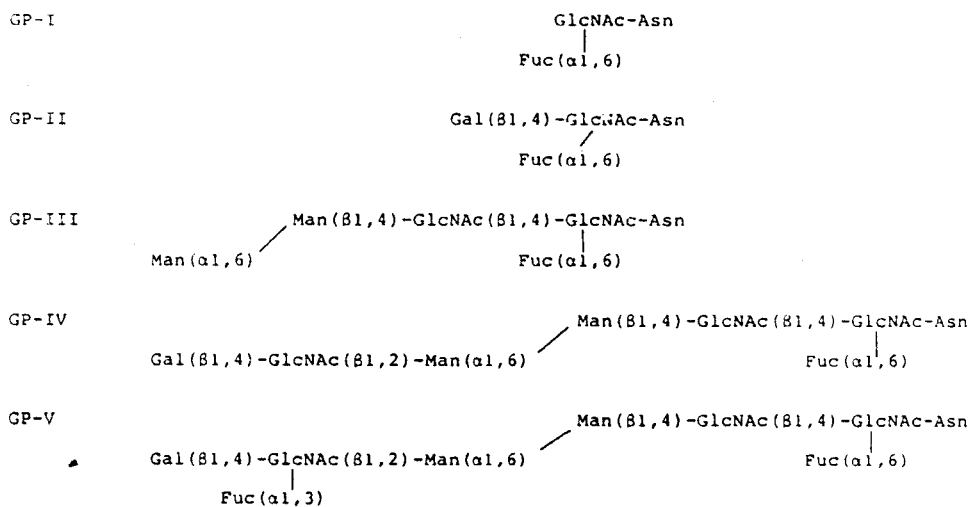 GP-I GlcNAc-Asn
Fuc(α1,6)
GP-II Gal(β1,4)-GlcNAc-Asn
Fuc(α1,6)
GP-III Man(β1,4)-GlcNAc(β1,4)-GlcNAc-Asn
Man(α1,6) Fuc(α1,6)
GP-IV Man(β1,4)-GlcNAc(β1,4)-GlcNAc-Asn
Gal(β1,4)-GlcNAc(β1,2)-Man(α1,6) Fuc(α1,6)
GP-V Man(β1,4)-GlcNAc(β1,4)-GlcNAc-Asn
Gal(β1,4)-GlcNAc(β1,2)-Man(α1,6) Fuc(α1,6)
Fuc(α1,3)